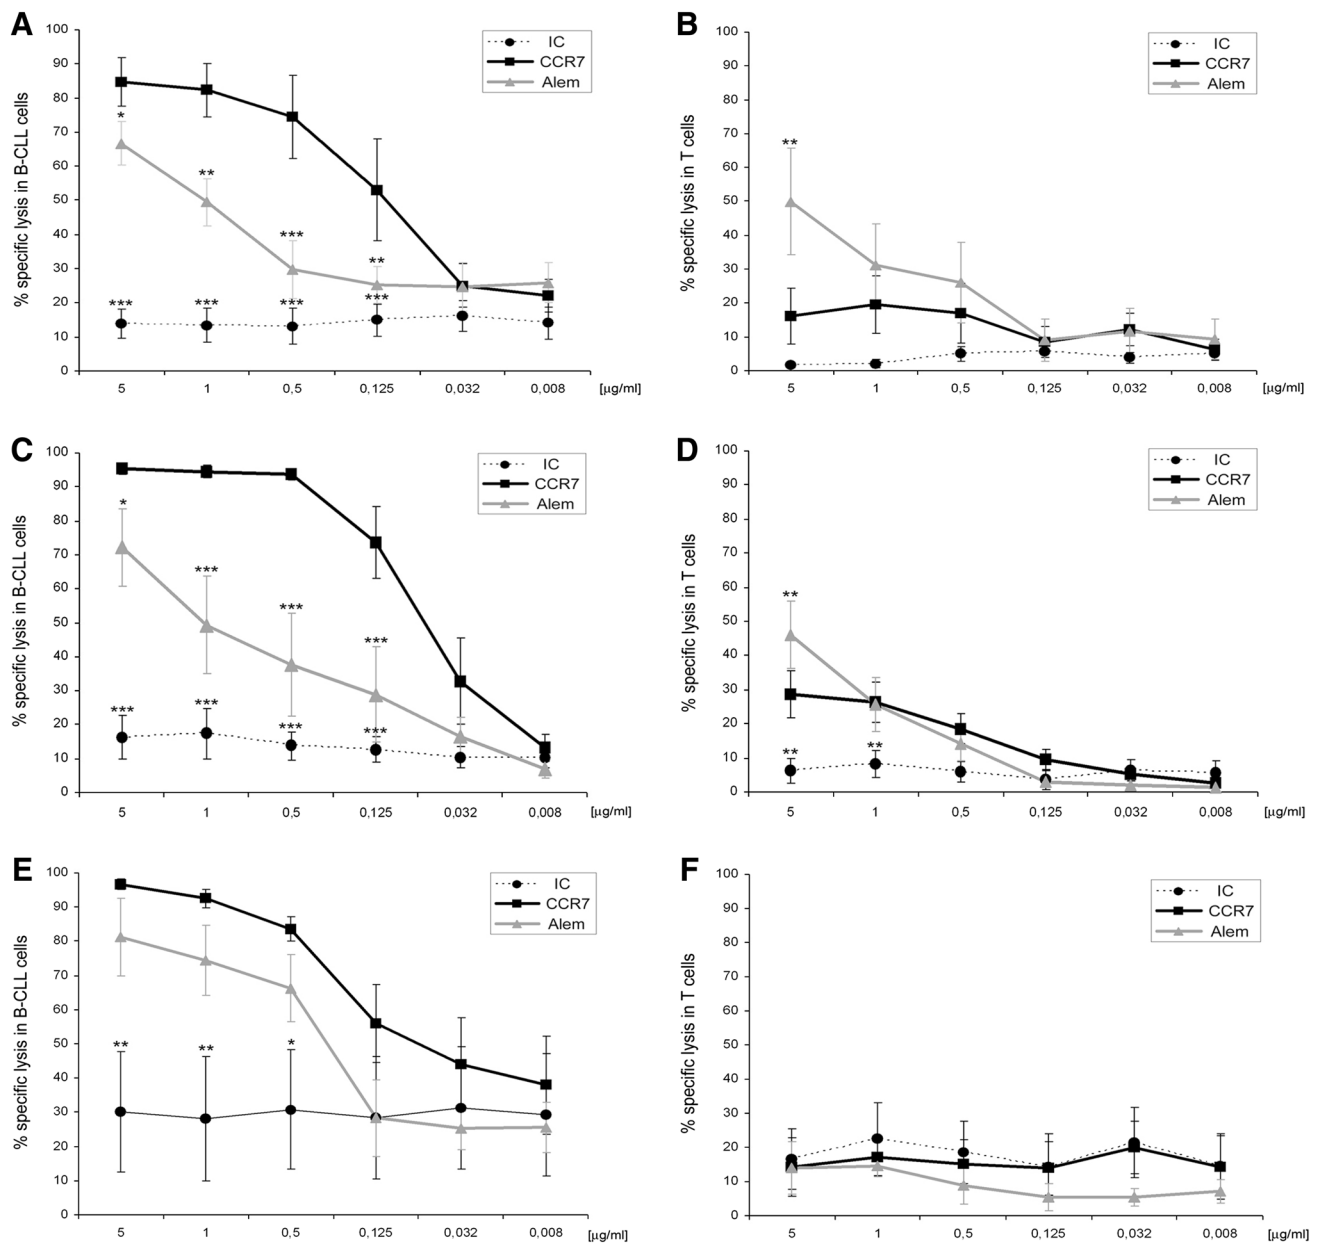 A
% specific lysis in B-CLL cells
100
90
80
70
60
50
40
30
20
10
0
IC
CCR7
Alem
*
**
***
**
***
***
***
***
5 1 0,5 0,125 0,032 0,008 [µg/ml]
B
% specific lysis in T cells
100
90
80
70
60
50
40
30
20
10
0
IC
CCR7
Alem
**
5 1 0,5 0,125 0,032 0,008 [µg/ml]
C
% specific lysis in B-CLL cells
100
90
80
70
60
50
40
30
20
10
0
IC
CCR7
Alem
*
***
***
***
***
***
***
***
5 1 0,5 0,125 0,032 0,008 [µg/ml]
D
% specific lysis in T cells
100
90
80
70
60
50
40
30
20
10
0
IC
CCR7
Alem
**
**
**
5 1 0,5 0,125 0,032 0,008 [µg/ml]
E
% specific lysis in B-CLL cells
100
90
80
70
60
50
40
30
20
10
0
IC
CCR7
Alem
**
**
*
5 1 0,5 0,125 0,032 0,008 [µg/ml]
F
% specific lysis in T cells
100
90
80
70
60
50
40
30
20
10
0
IC
CCR7
Alem
5 1 0,5 0,125 0,032 0,008 [µg/ml]